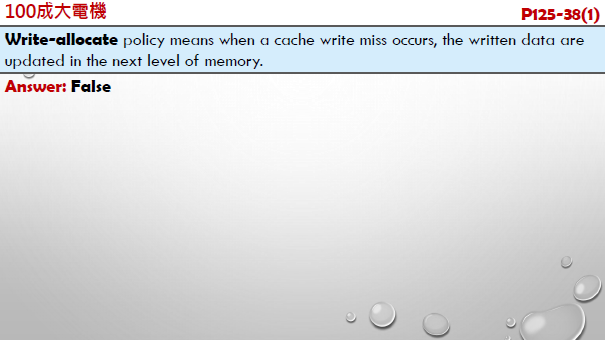 100成大電機
P125-38(1)
Write-allocate policy means when a cache write miss occurs, the written data are
updated in the next level of memory.
Answer: False